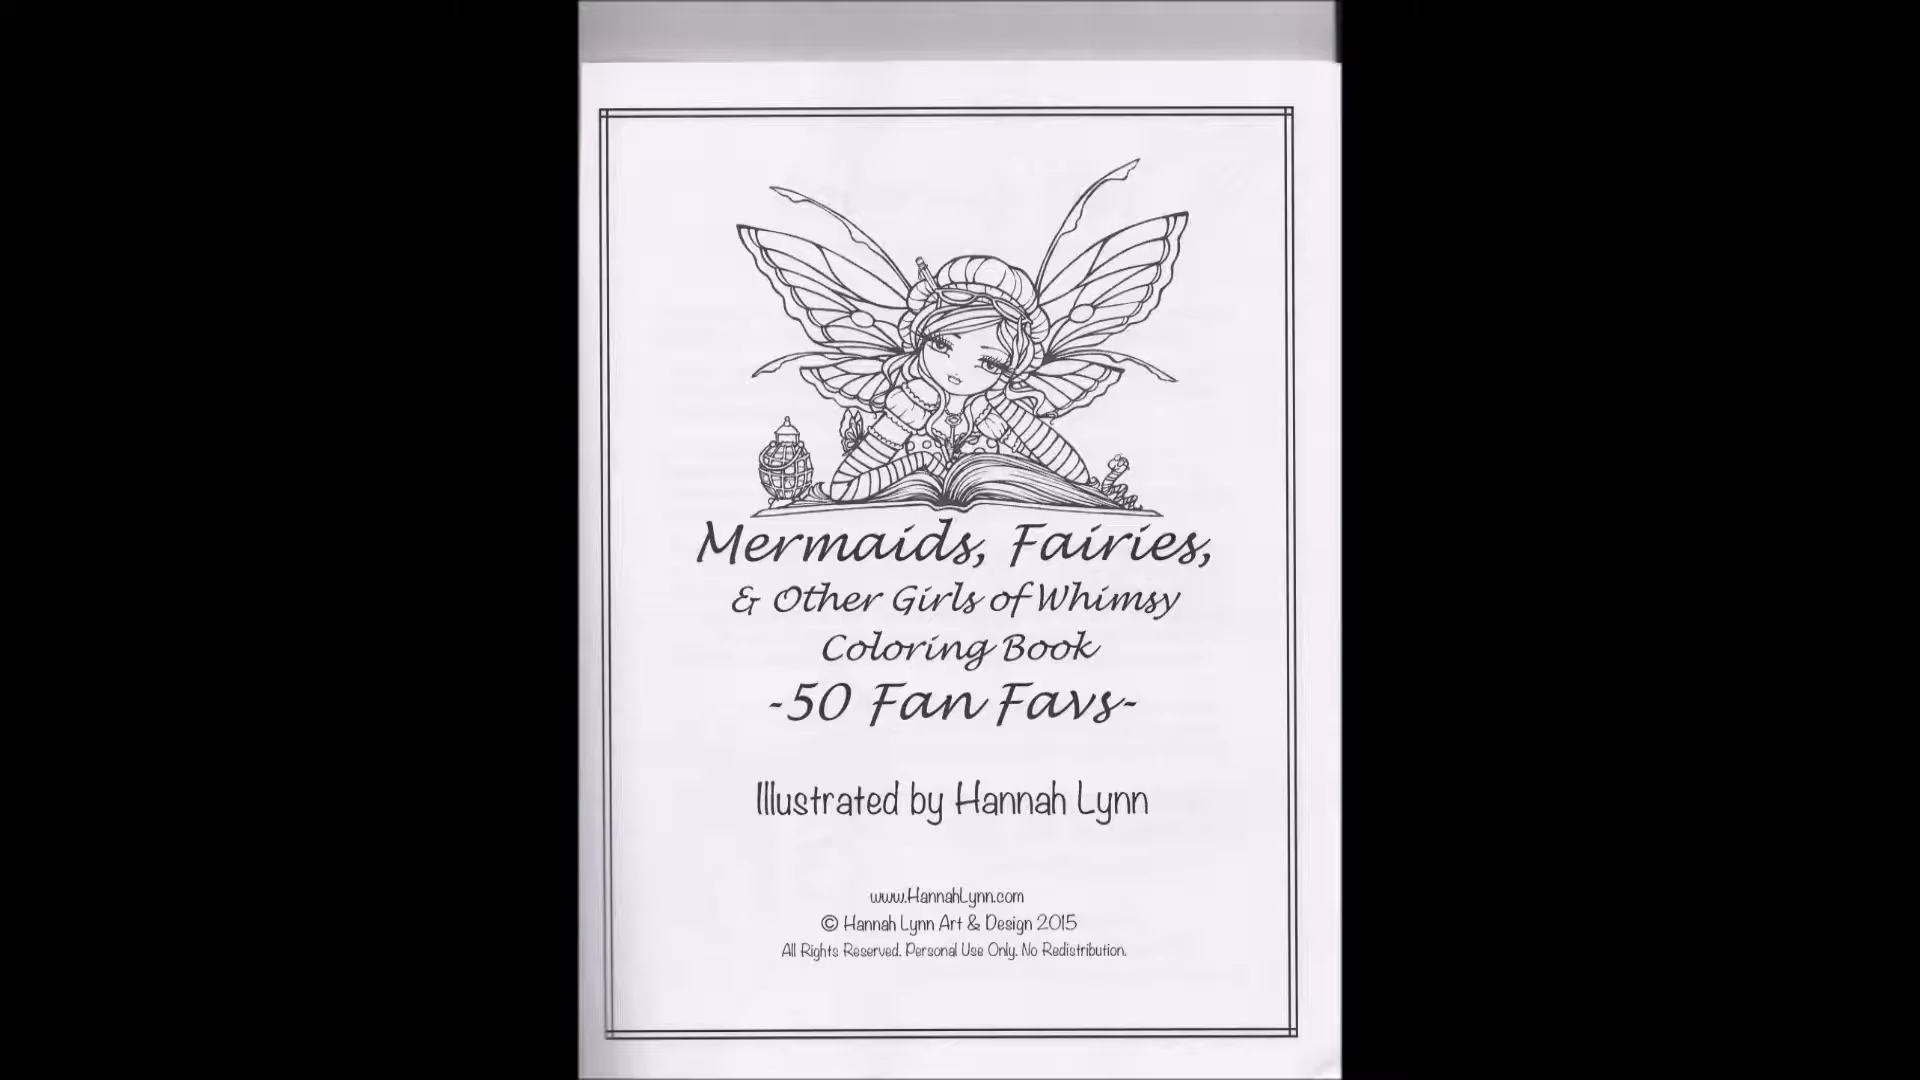 Mermaids, Fairies,
& Other Girls of Whimsy
Coloring Book
-50 Fan Favs-
Illustrated by Hannah Lynn
www.HannahLynn.com
© Hannah Lynn Art & Design 2015
All Rights Reserved. Personal Use Only. No Redistribution.